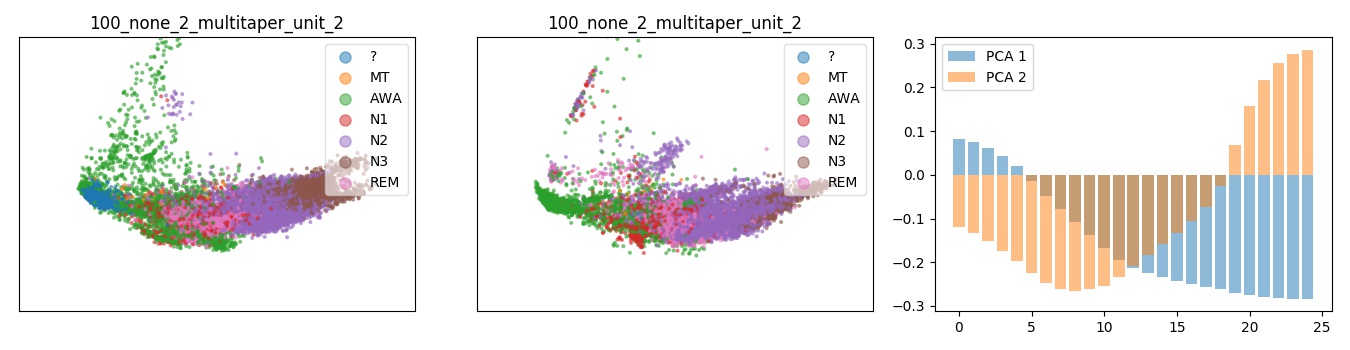 100_none_2_multitaper_unit_2
?
MT
AWA
N1
N2
N3
REM
100_none_2_multitaper_unit_2
?
MT
AWA
N1
N2
N3
REM
PCA 1
PCA 2
0.3
0.2
0.1
0.0
−0.1
−0.2
−0.3
0 5 10 15 20 25